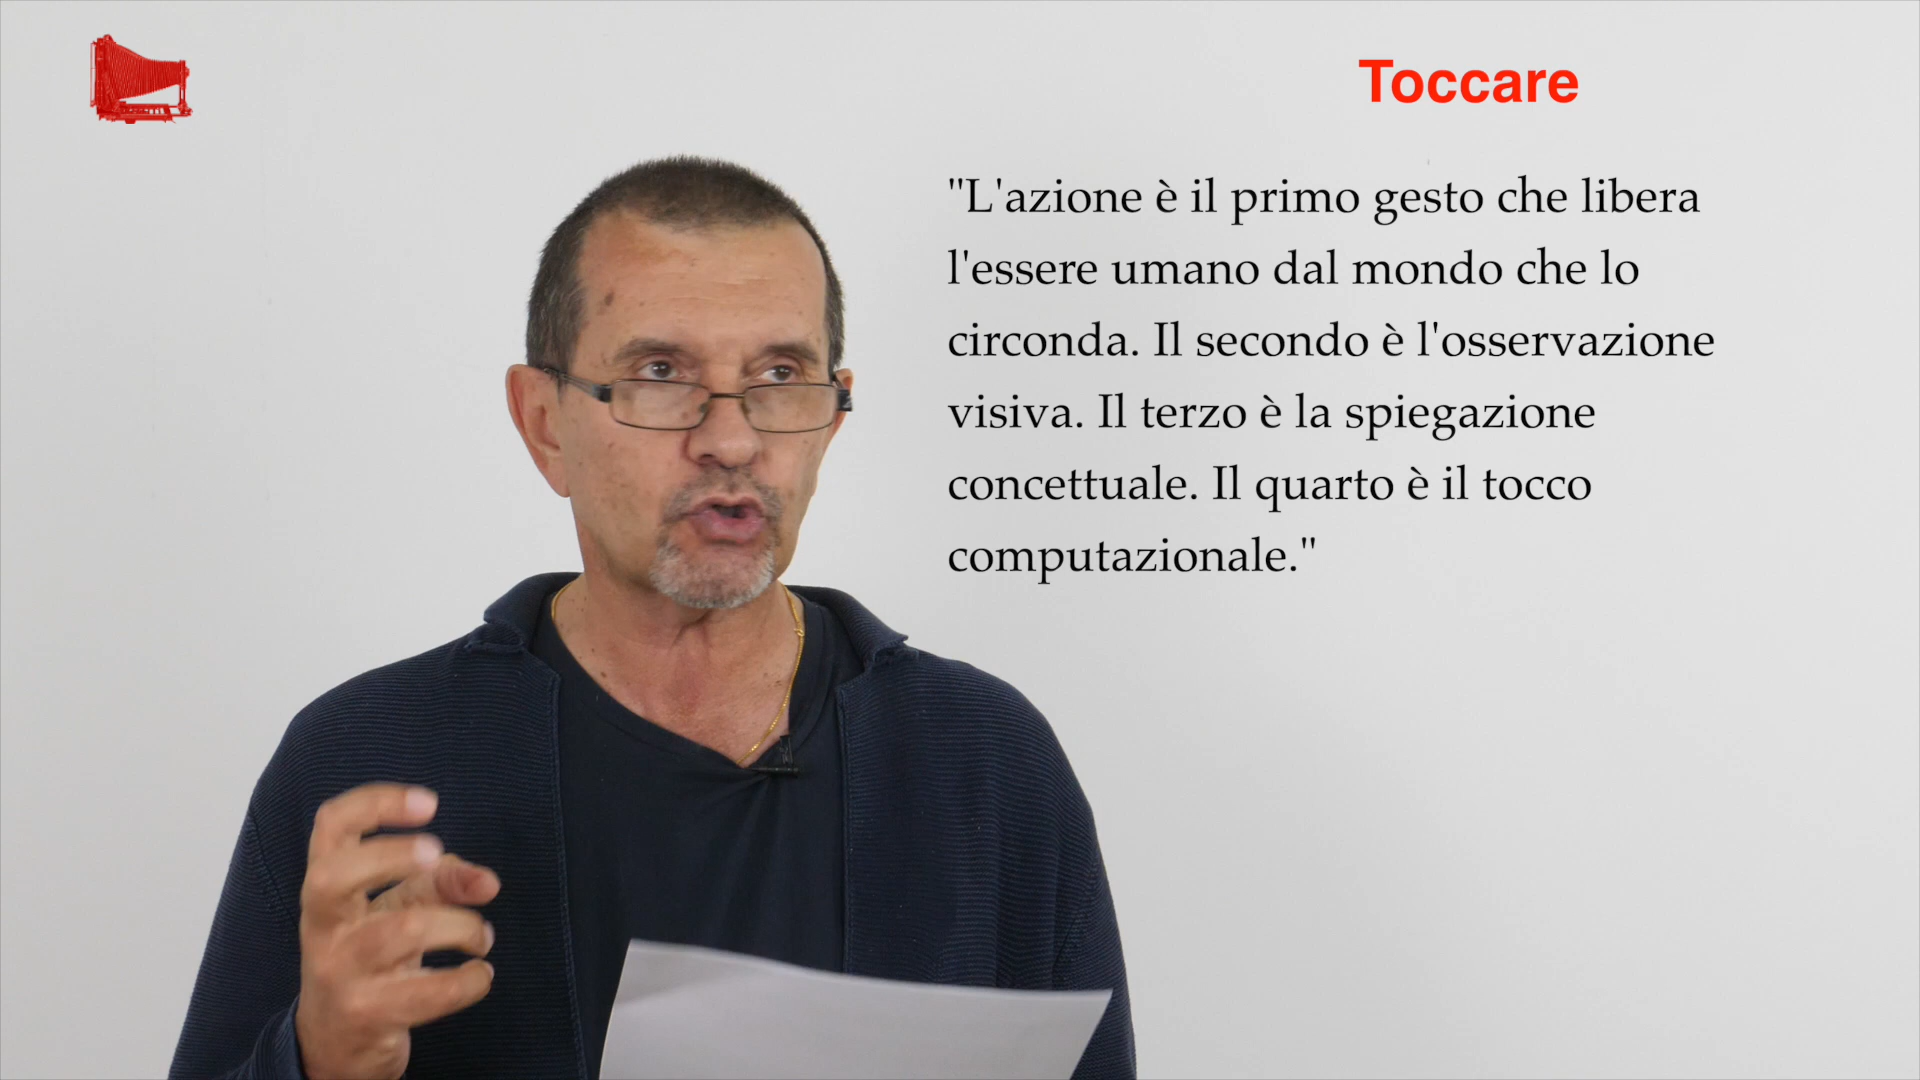 Toccare
"L'azione è il primo gesto che libera
l'essere umano dal mondo che lo
circonda. Il secondo è l'osservazione
visiva. Il terzo è la spiegazione
concettuale. Il quarto è il tocco
computazionale."